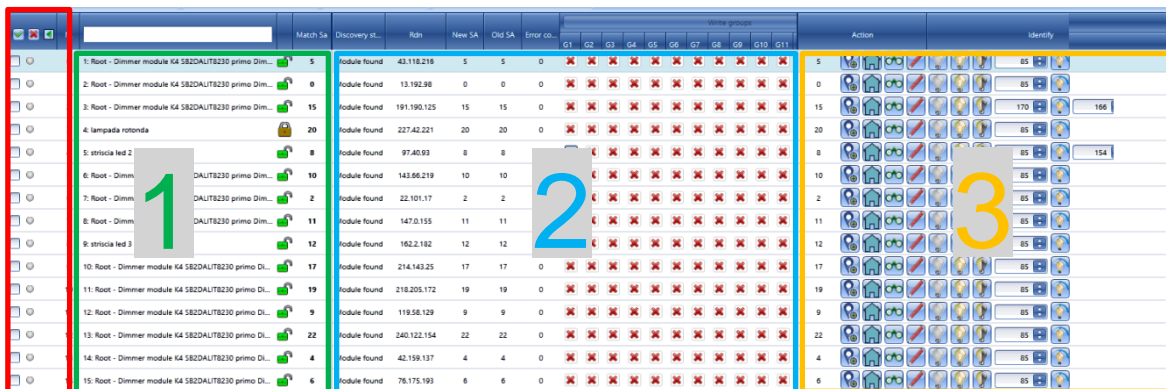 Write groups
Match Sa Discovery st... Rdn New SA Old SA Error co... Action Identify
G1 G2 G3 G4 G5 G6 G7 G8 G9 G10 G11
1: Root - Dimmer module K4 SB2DALIT8230 primo Dim... 5 Module found 43.118.216 5 5 0 5 85
2: Root - Dimmer module K4 SB2DALIT8230 primo Dim... 0 Module found 13.192.98 0 0 0 0 85
3: Root - Dimmer module K4 SB2DALIT8230 primo Dim... 15 Module found 191.190.125 15 15 0 15 170 166
4: lampada rotonda 20 Module found 227.42.221 20 20 0 20 85
5: striscia led 2 8 Module found 97.40.93 8 8 0 8 85 154
6: Root - Dimm DALIT8230 primo Dim... 10 Module found 143.66.219 10 10 0 10 85
7: Root - Dimm DALIT8230 primo Dim... 2 Module found 22.101.17 2 2 0 2 85
8: Root - Dimm DALIT8230 primo Dim... 11 Module found 147.0.155 11 11 0 11 85
9: striscia led 3 12 Module found 162.2.182 12 12 0 12 85
10: Root - Dimmer module K4 SB2DALIT8230 primo Di... 17 Module found 214.143.25 17 17 0 17 85
11: Root - Dimmer module K4 SB2DALIT8230 primo Di... 19 Module found 218.205.172 19 19 0 19 85
12: Root - Dimmer module K4 SB2DALIT8230 primo Di... 9 Module found 119.58.129 9 9 0 9 85
13: Root - Dimmer module K4 SB2DALIT8230 primo Di... 22 Module found 240.122.154 22 22 0 22 85
14: Root - Dimmer module K4 SB2DALIT8230 primo Di... 4 Module found 42.159.137 4 4 0 4 85
15: Root - Dimmer module K4 SB2DALIT8230 primo Di... 6 Module found 76.175.193 6 6 0 6 85
1 2 3